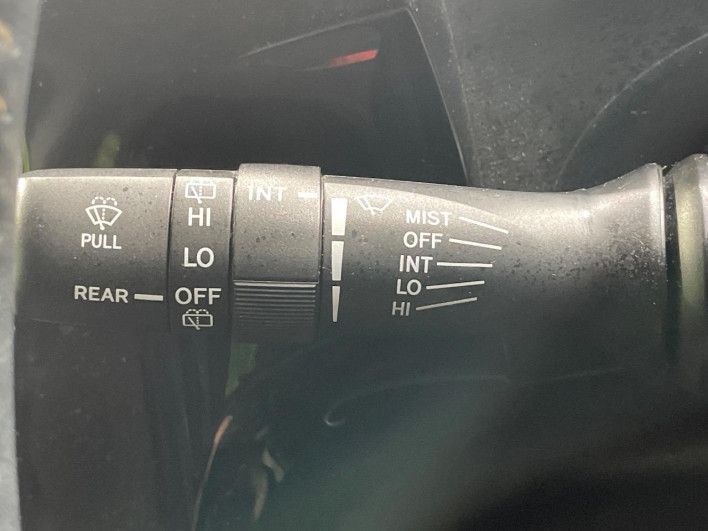 PULL
REAR
HI
LO
OFF
INT
MIST
OFF
INT
LO
HI